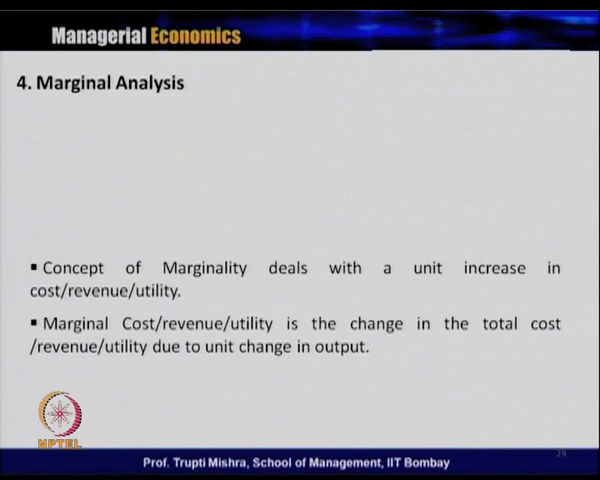 Managerial Economics
4. Marginal Analysis
▪ Concept of Marginality deals with a unit increase in
cost/revenue/utility.
▪ Marginal Cost/revenue/utility is the change in the total cost
/revenue/utility due to unit change in output.
NPTEL
29
Prof. Trupti Mishra, School of Management, IIT Bombay